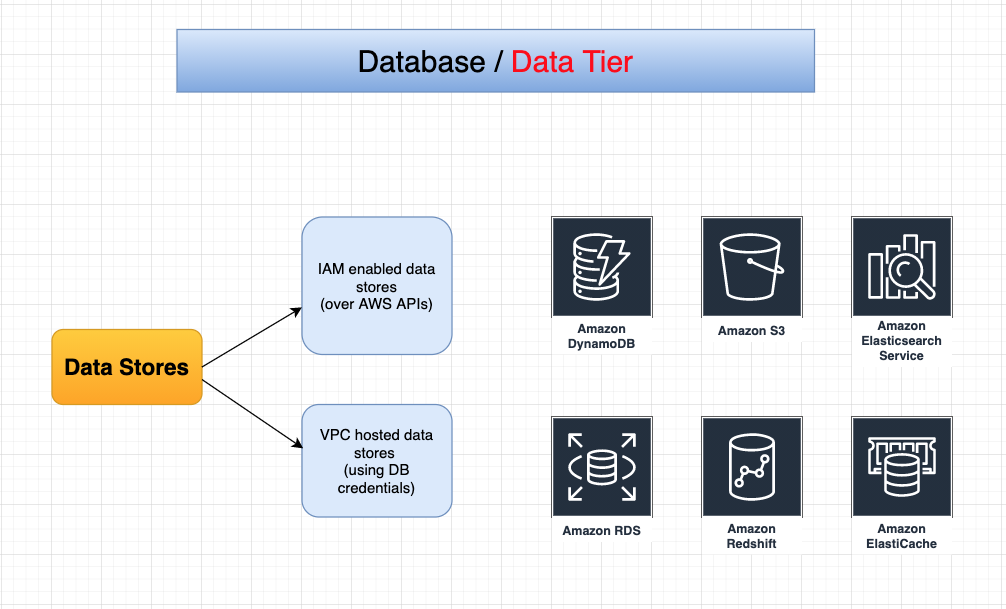 Database / Data Tier
IAM enabled data
stores
(over AWS APIs)
Amazon
DynamoDB
Amazon S3
Amazon
Elasticsearch
Service
Data Stores
VPC hosted data
stores
(using DB
credentials)
Amazon RDS
Amazon
Redshift
Amazon
ElastiCache